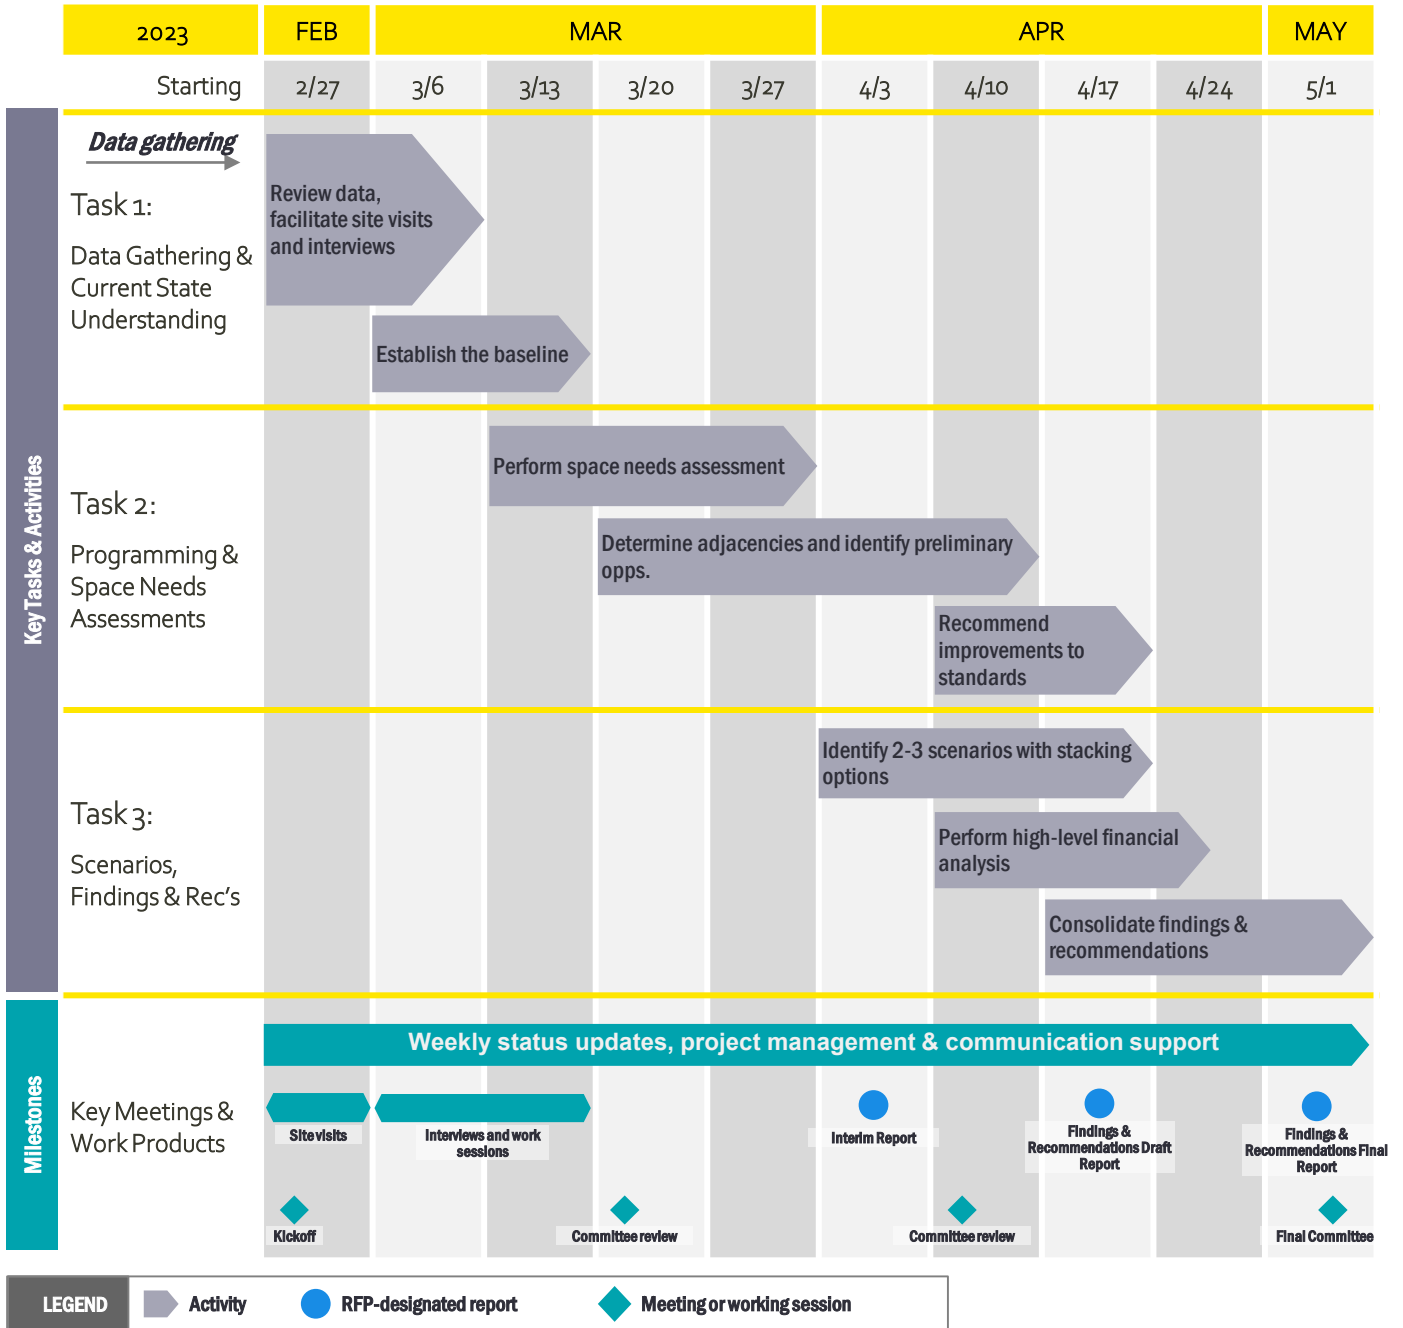 2023 FEB MAR APR MAY
Starting 2/27 3/6 3/13 3/20 3/27 4/3 4/10 4/17 4/24 5/1
Key Tasks & Activities
Data gathering
Task 1:
Data Gathering &
Current State
Understanding
Review data,
facilitate site visits
and interviews
Establish the baseline
Task 2:
Programming &
Space Needs
Assessments
Perform space needs assessment
Determine adjacencies and identify preliminary
opps.
Recommend
improvements to
standards
Task 3:
Scenarios,
Findings & Rec's
Identify 2-3 scenarios with stacking
options
Perform high-level financial
analysis
Consolidate findings &
recommendations
Milestones
Key Meetings &
Work Products
Weekly status updates, project management & communication support
Site visits
Interviews and work
sessions
Interim Report
Findings &
Recommendations Draft
Report
Findings &
Recommendations Final
Report
Kickoff
Committee review
Committee review
Final Committee
LEGEND Activity RFP-designated report Meeting or working session